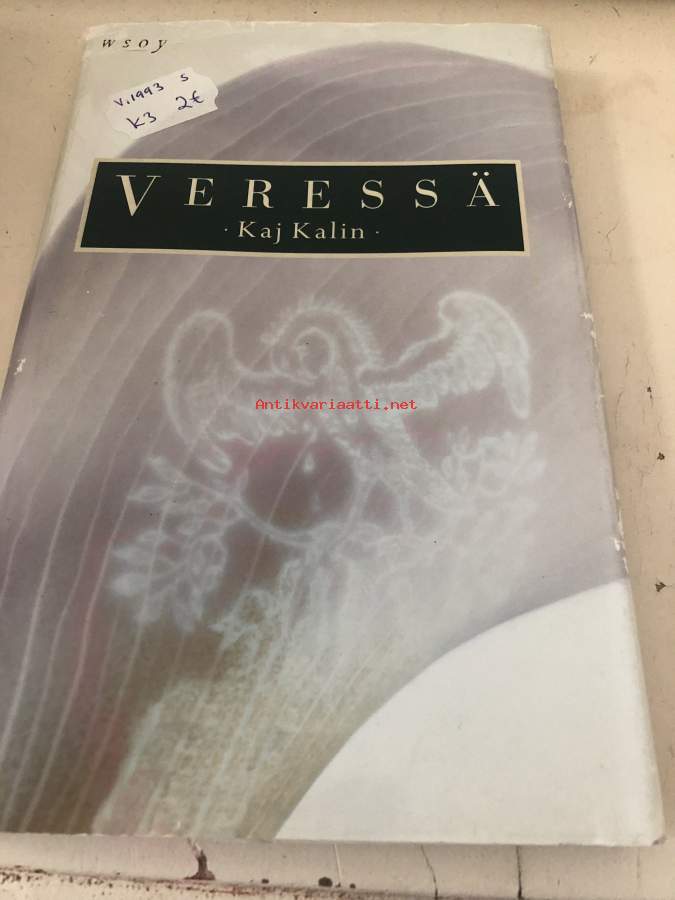 wsoy
V.1993 S
K3 2€
VERESSÄ
· Kaj Kalin ·
Antikvariaatti.net